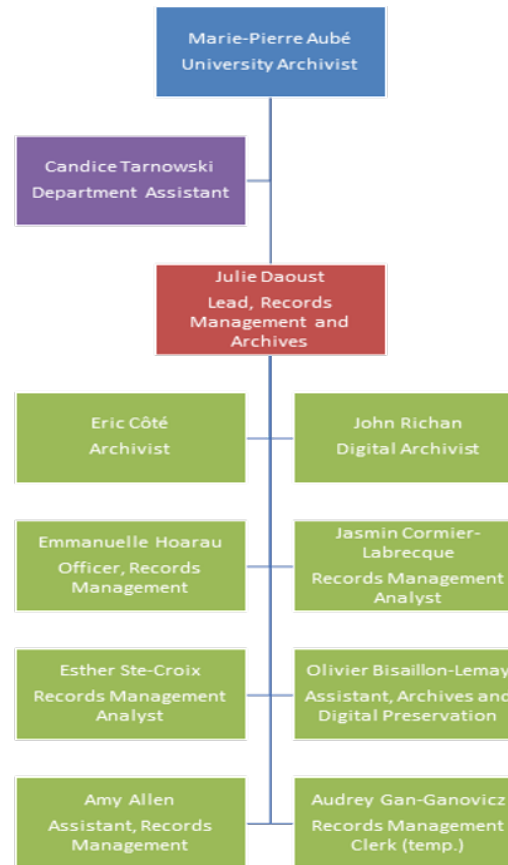 Marie-Pierre Aubé
University Archivist
Candice Tarnowski
Department Assistant
Julie Daoust
Lead, Records
Management and
Archives
Eric Côté
Archivist
John Richan
Digital Archivist
Emmanuelle Hoarau
Officer, Records
Management
Jasmin Cormier-
Labrecque
Records Management
Analyst
Esther Ste-Croix
Records Management
Analyst
Olivier Bisaillon-Lemay
Assistant, Archives and
Digital Preservation
Amy Allen
Assistant, Records
Management
Audrey Gan-Ganovicz
Records Management
Clerk (temp.)